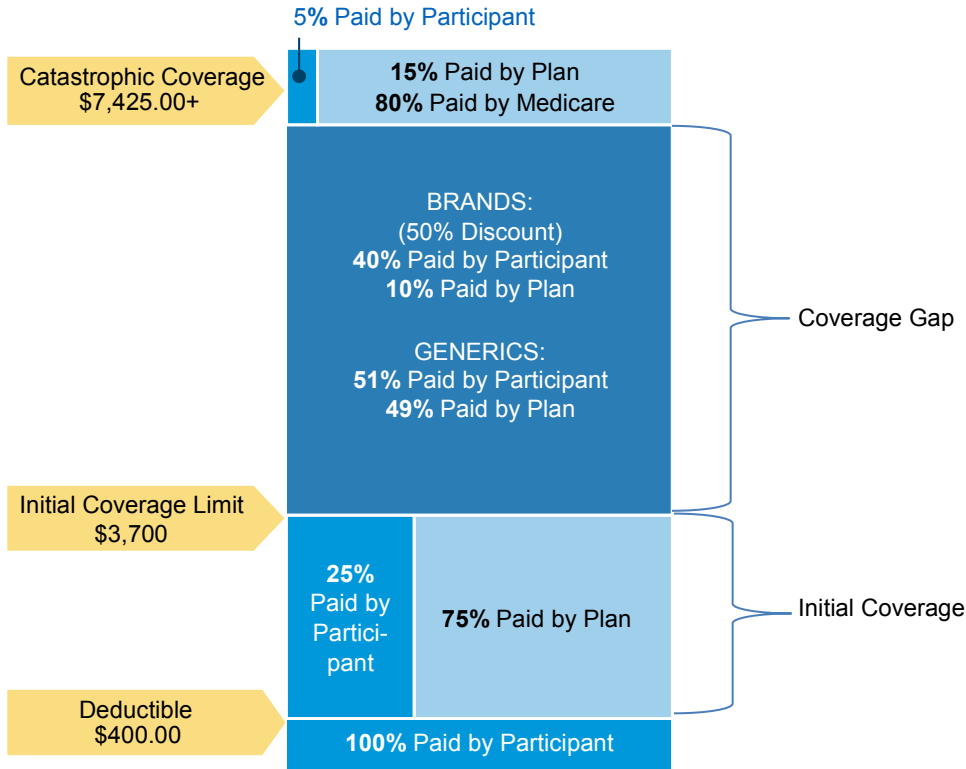 5% Paid by Participant
Catastrophic Coverage
$7,425.00+
15% Paid by Plan
80% Paid by Medicare
BRANDS:
(50% Discount)
40% Paid by Participant
10% Paid by Plan
GENERICS:
51% Paid by Participant
49% Paid by Plan
Coverage Gap
Initial Coverage Limit
$3,700
25%
Paid by
Partici-
pant
75% Paid by Plan
Initial Coverage
Deductible
$400.00
100% Paid by Participant